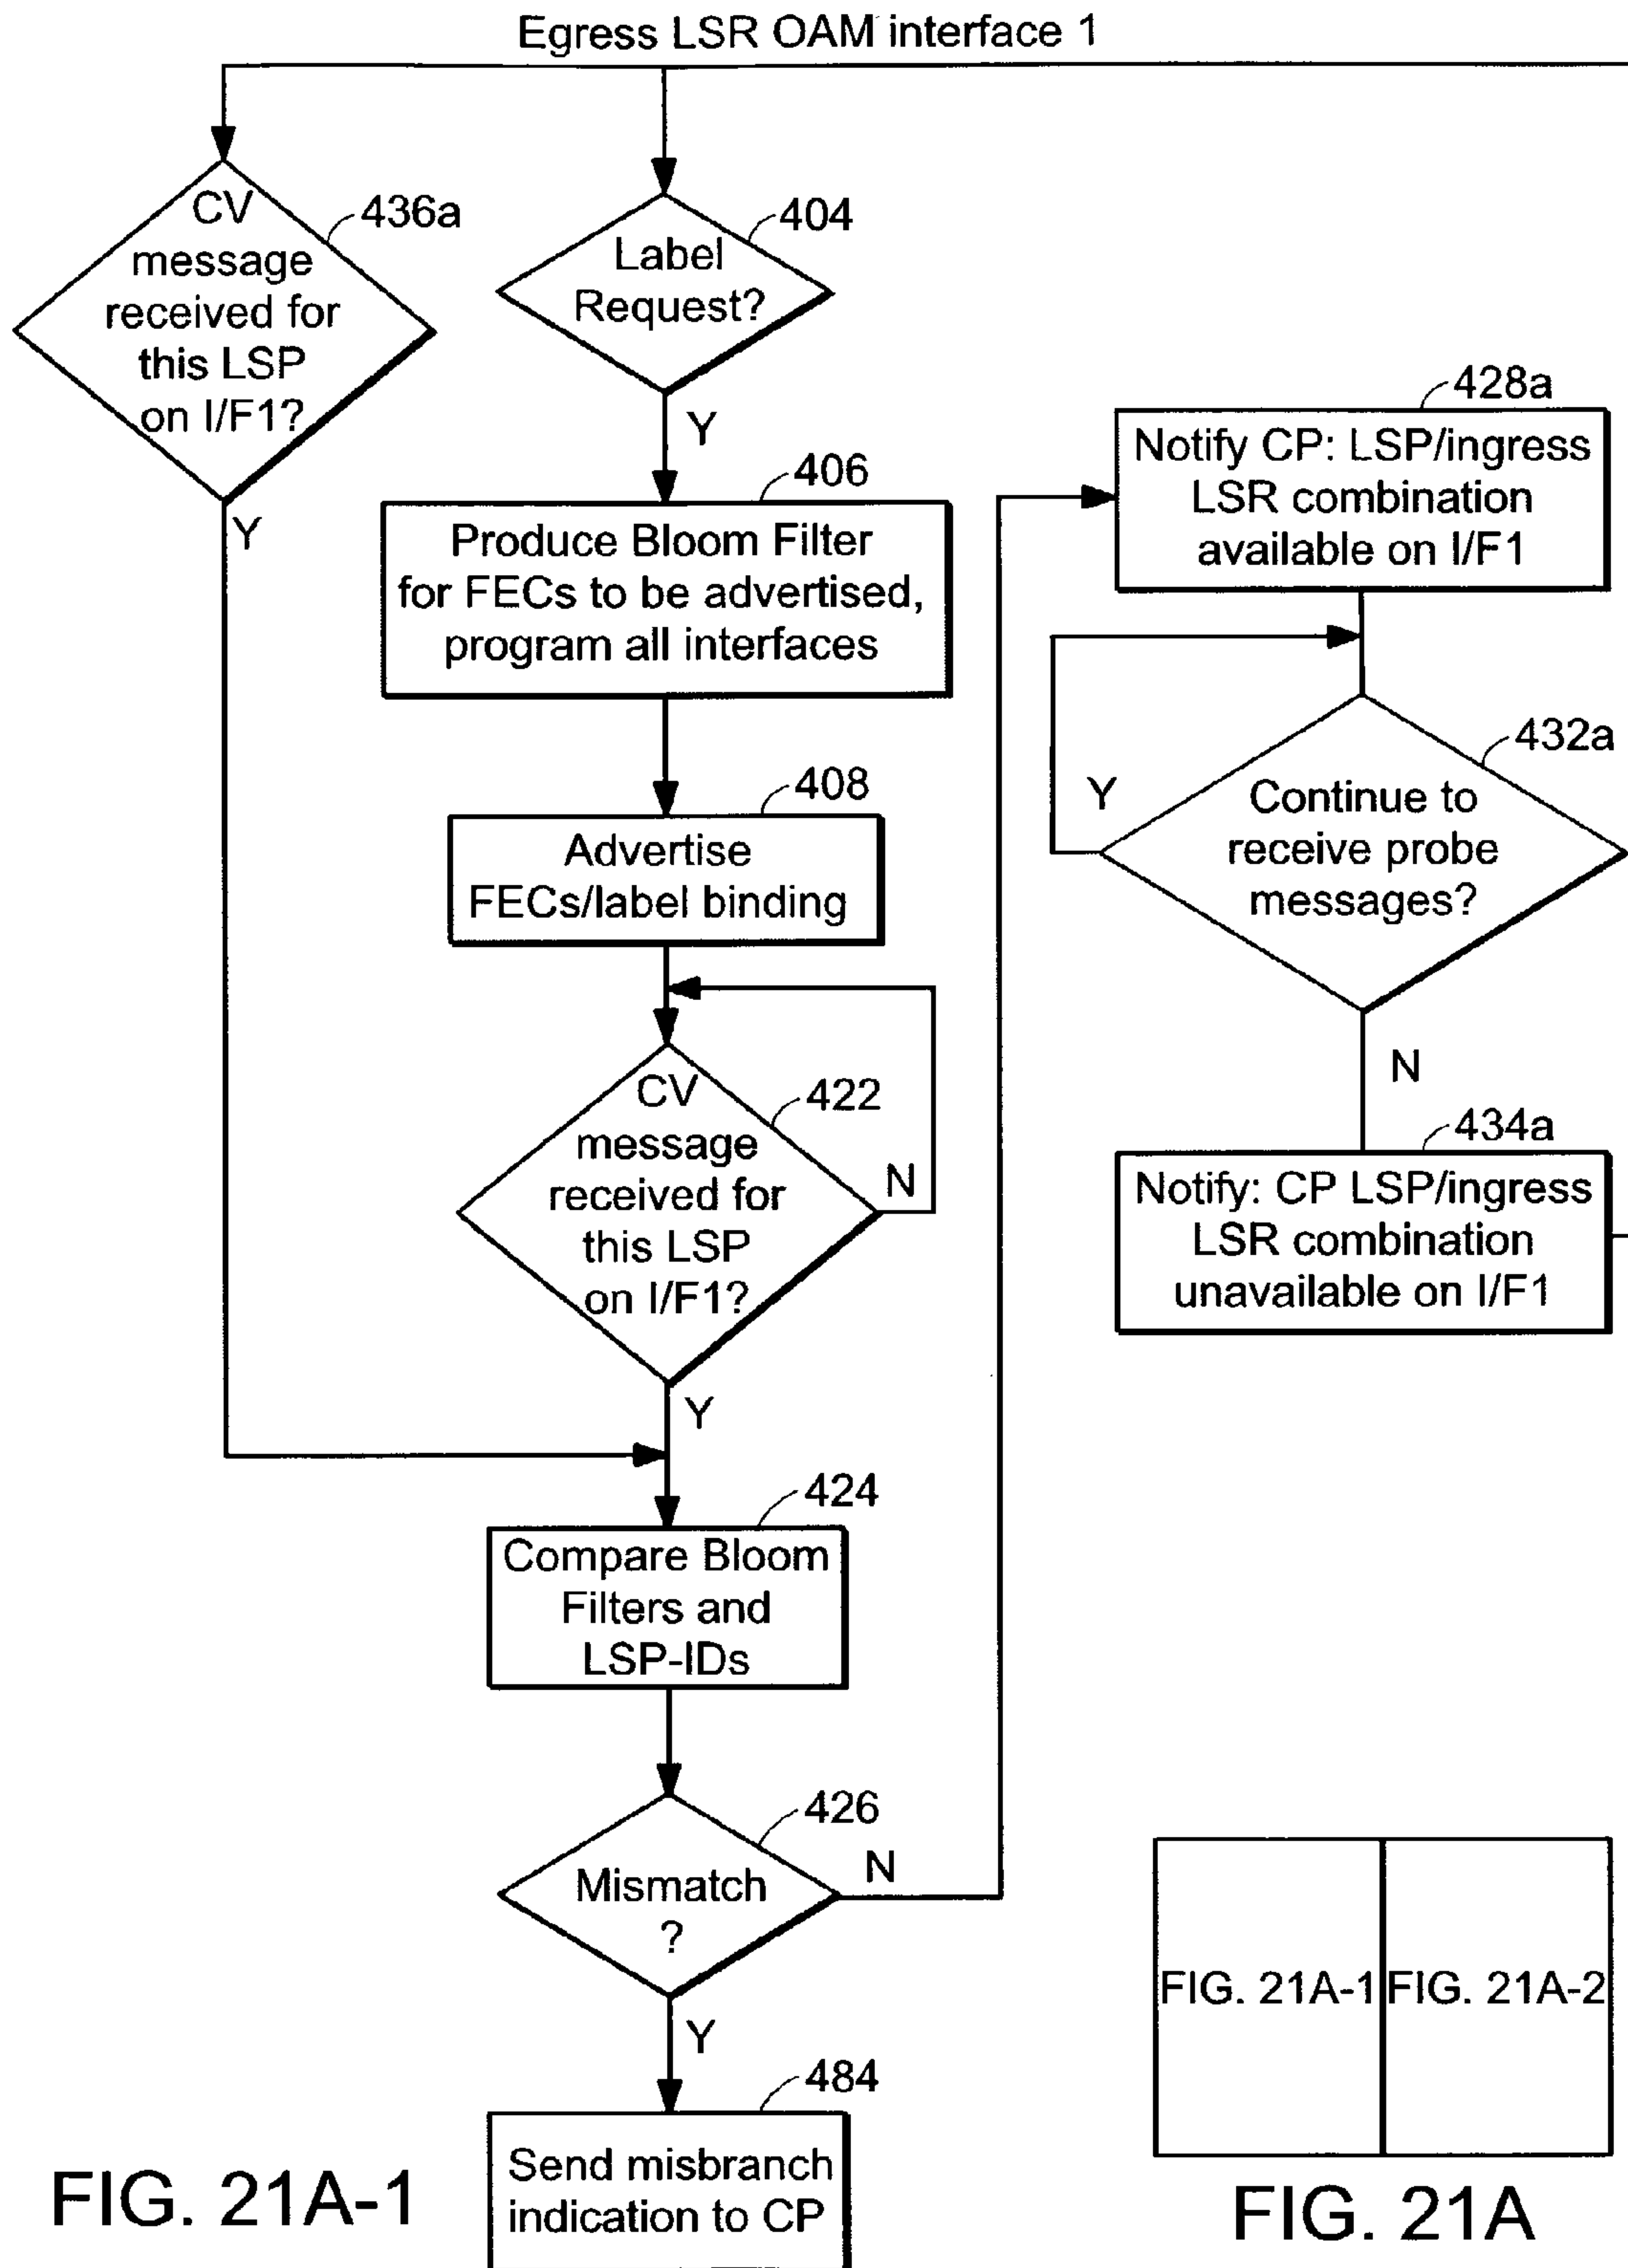 Egress LSR OAM interface 1
CV
message
received for
this LSP
on I/F1?
436a
Y
Label
Request?
404
Y
406
Produce Bloom Filter
for FECs to be advertised,
program all interfaces
408
Advertise
FECs/label binding
CV
message
received for
this LSP
on I/F1?
422
N
Y
424
Compare Bloom
Filters and
LSP-IDs
426
Mismatch
?
N
Y
484
Send misbranch
indication to CP
428a
Notify CP: LSP/ingress
LSR combination
available on I/F1
432a
Continue to
receive probe
messages?
Y
N
434a
Notify: CP LSP/ingress
LSR combination
unavailable on I/F1
FIG. 21A-1
FIG. 21A-1
FIG. 21A-2
FIG. 21A